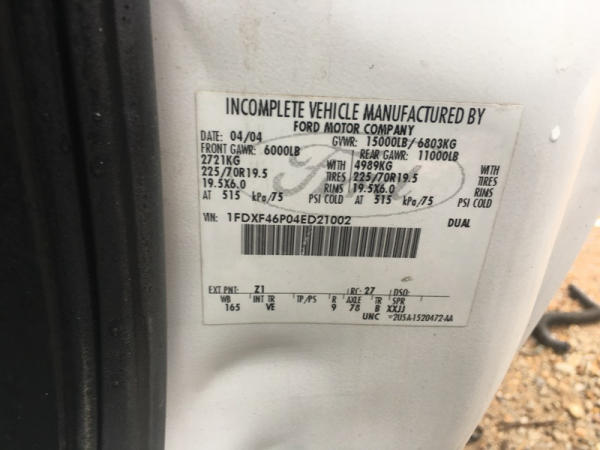 INCOMPLETE VEHICLE MANUFACTURED BY
FORD MOTOR COMPANY
DATE: 04/04 GVWR: 15000LB/ 6803KG
FRONT GAWR: 6000LB REAR GAWR: 11000LB
2721KG WITH 4989KG WITH
225/70R19.5 TIRES 225/70R19.5 TIRES
19.5X6.0 RIMS 19.5X6.0 RIMS
AT 515 kPa/75 PSI COLD AT 515 kPa/75 PSI COLD
VIN: 1FDXF46P04ED21002 DUAL
Ford
EXT PNT: Z1 RC: 27 DSO:
WB INT TR TP/PS R AXLE TR SPR
165 VE 9 78 B XXJJ
UNC *2U5A-1520472-AA